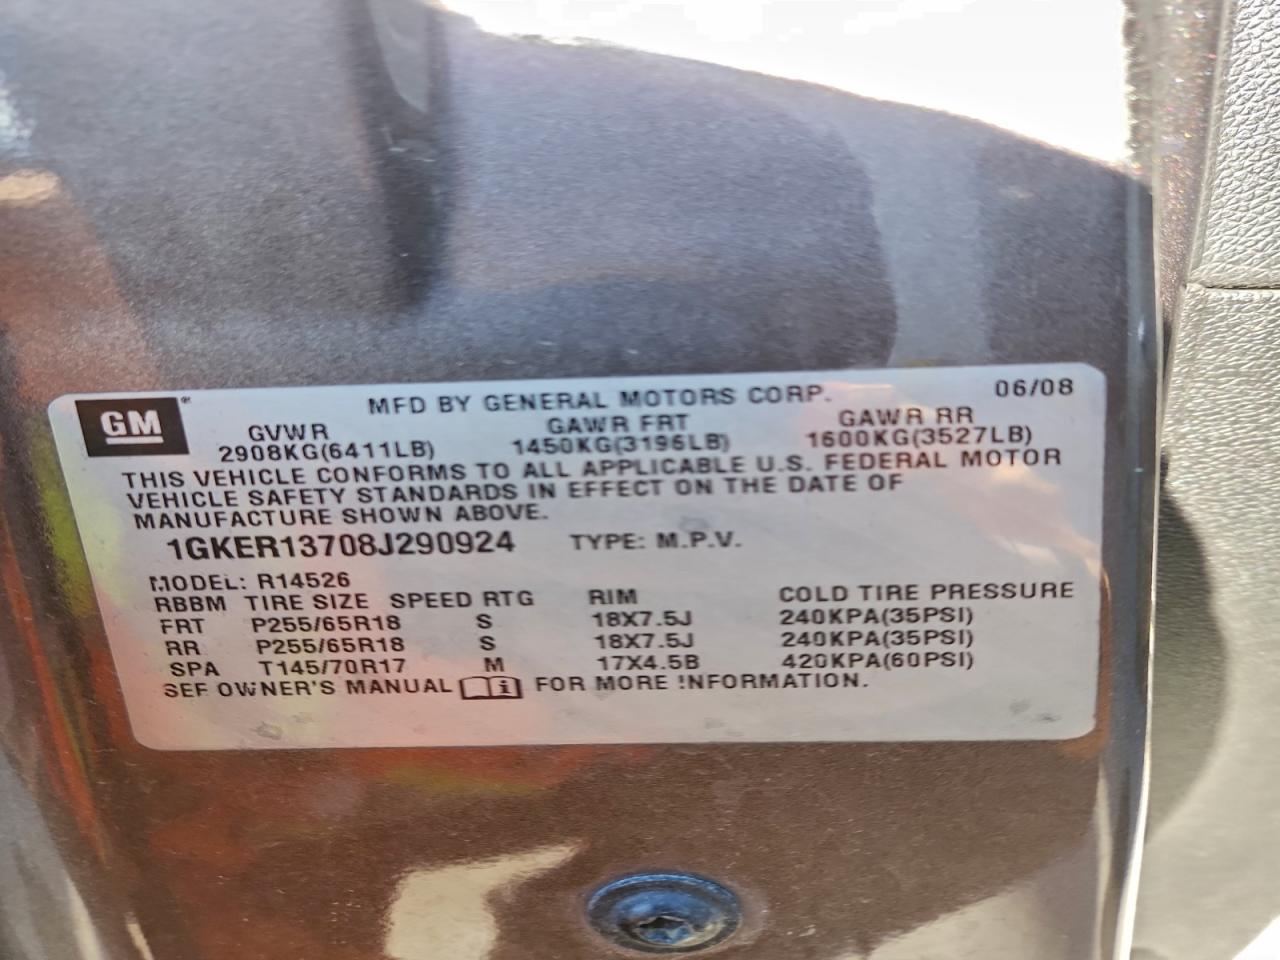 GM MFD BY GENERAL MOTORS CORP. 06/08
GVWR GAWR FRT GAWR RR
2908KG(6411LB) 1450KG(3196LB) 1600KG(3527LB)
THIS VEHICLE CONFORMS TO ALL APPLICABLE U.S. FEDERAL MOTOR
VEHICLE SAFETY STANDARDS IN EFFECT ON THE DATE OF
MANUFACTURE SHOWN ABOVE.
1GKER13708J290924 TYPE: M.P.V.
MODEL: R14526
RBBM TIRE SIZE SPEED RTG RIM COLD TIRE PRESSURE
FRT P255/65R18 S 18X7.5J 240KPA(35PSI)
RR P255/65R18 S 18X7.5J 240KPA(35PSI)
SPA T145/70R17 M 17X4.5B 420KPA(60PSI)
SEE OWNER'S MANUAL i FOR MORE INFORMATION.